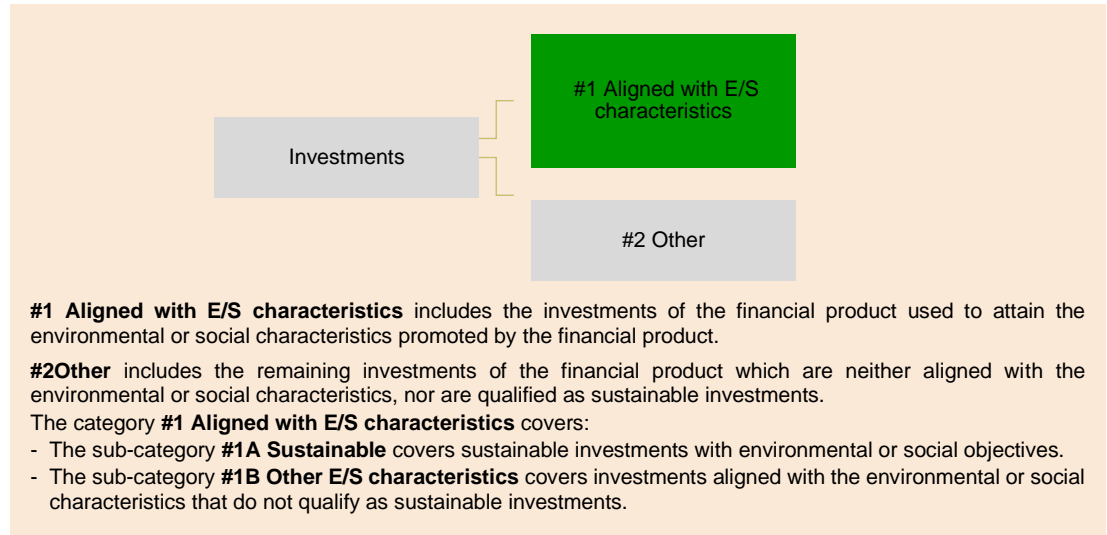 #1 Aligned with E/S
characteristics
Investments
#2 Other
#1 Aligned with E/S characteristics includes the investments of the financial product used to attain the
environmental or social characteristics promoted by the financial product.
#2Other includes the remaining investments of the financial product which are neither aligned with the
environmental or social characteristics, nor are qualified as sustainable investments.
The category #1 Aligned with E/S characteristics covers:
- The sub-category #1A Sustainable covers sustainable investments with environmental or social objectives.
- The sub-category #1B Other E/S characteristics covers investments aligned with the environmental or social
characteristics that do not qualify as sustainable investments.